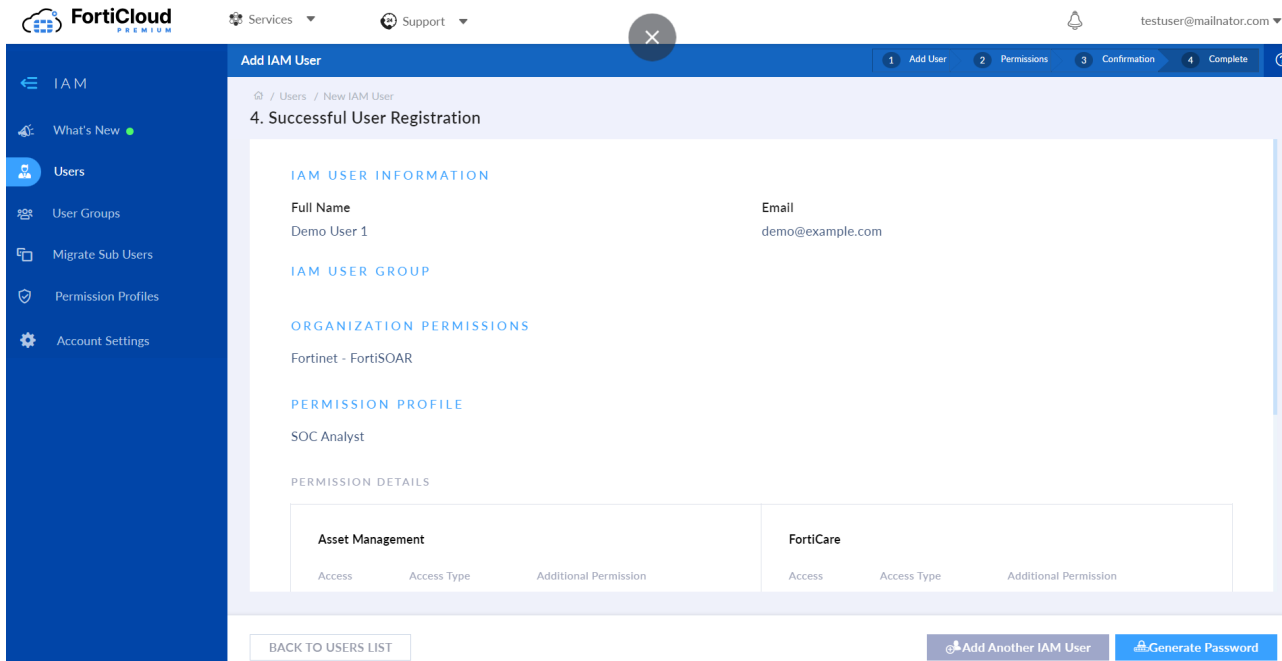 FortiCloud
PREMIUM
Services
Support
testuser@mailnator.com
IAM
What's New
Users
User Groups
Migrate Sub Users
Permission Profiles
Account Settings
Add IAM User
1 Add User
2 Permissions
3 Confirmation
4 Complete
/ Users / New IAM User
4. Successful User Registration
IAM USER INFORMATION
Full Name
Email
Demo User 1
demo@example.com
IAM USER GROUP
ORGANIZATION PERMISSIONS
Fortinet - FortiSOAR
PERMISSION PROFILE
SOC Analyst
PERMISSION DETAILS
Asset Management
FortiCare
Access Access Type Additional Permission
Access Access Type Additional Permission
BACK TO USERS LIST
Add Another IAM User
Generate Password